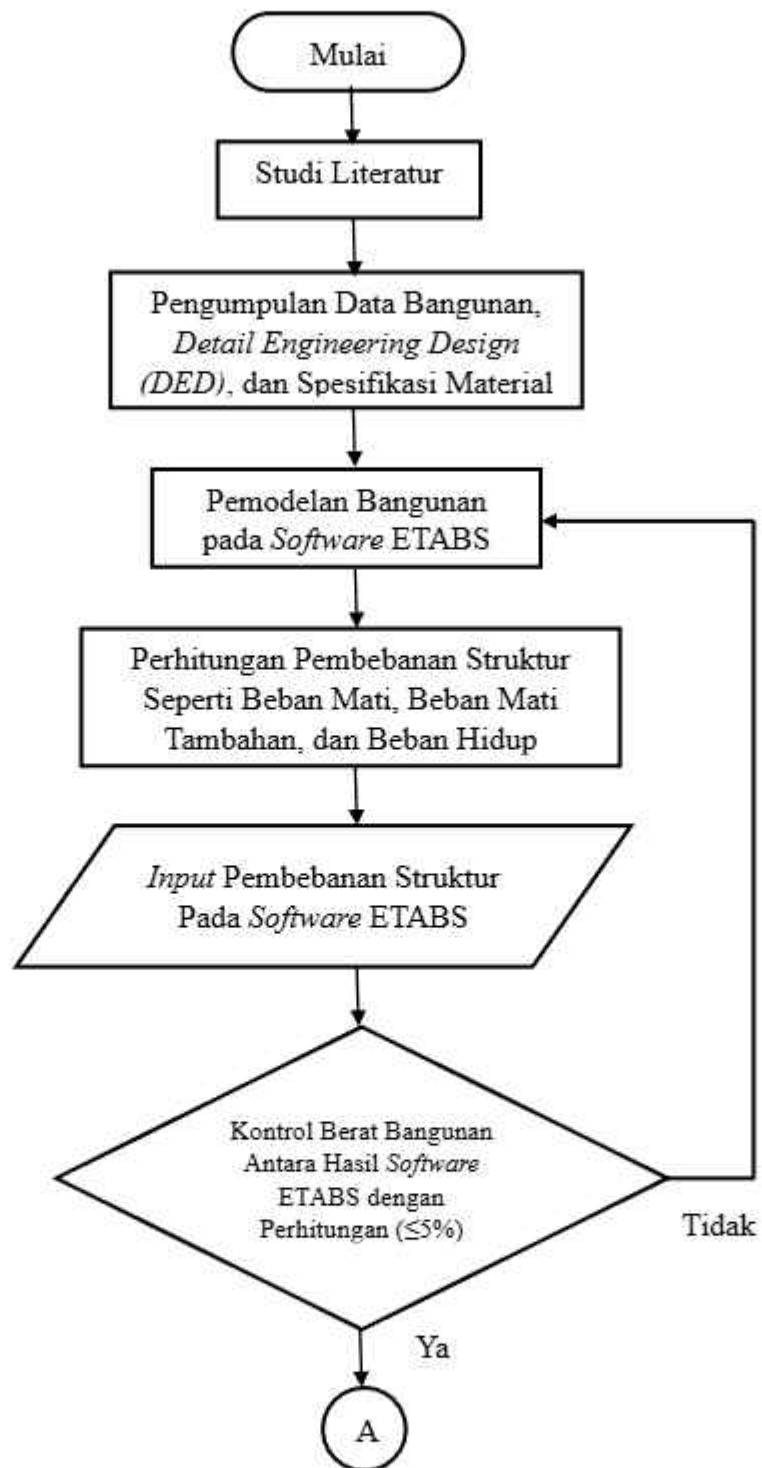 Mulai
Studi Literatur
Pengumpulan Data Bangunan,
Detail Engineering Design
(DED), dan Spesifikasi Material
Pemodelan Bangunan
pada Software ETABS
Perhitungan Pembebanan Struktur
Seperti Beban Mati, Beban Mati
Tambahan, dan Beban Hidup
Input Pembebanan Struktur
Pada Software ETABS
Kontrol Berat Bangunan
Antara Hasil Software
ETABS dengan
Perhitungan (≤5%)
Tidak
Ya
A